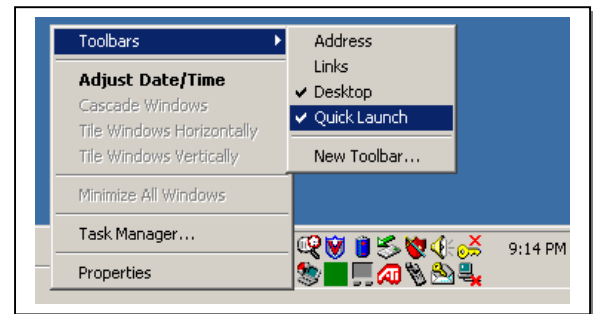 Toolbars
Adjust Date/Time
Cascade Windows
Tile Windows Horizontally
Tile Windows Vertically
Minimize All Windows
Task Manager...
Properties
Address
Links
Desktop
Quick Launch
New Toolbar...
9:14 PM